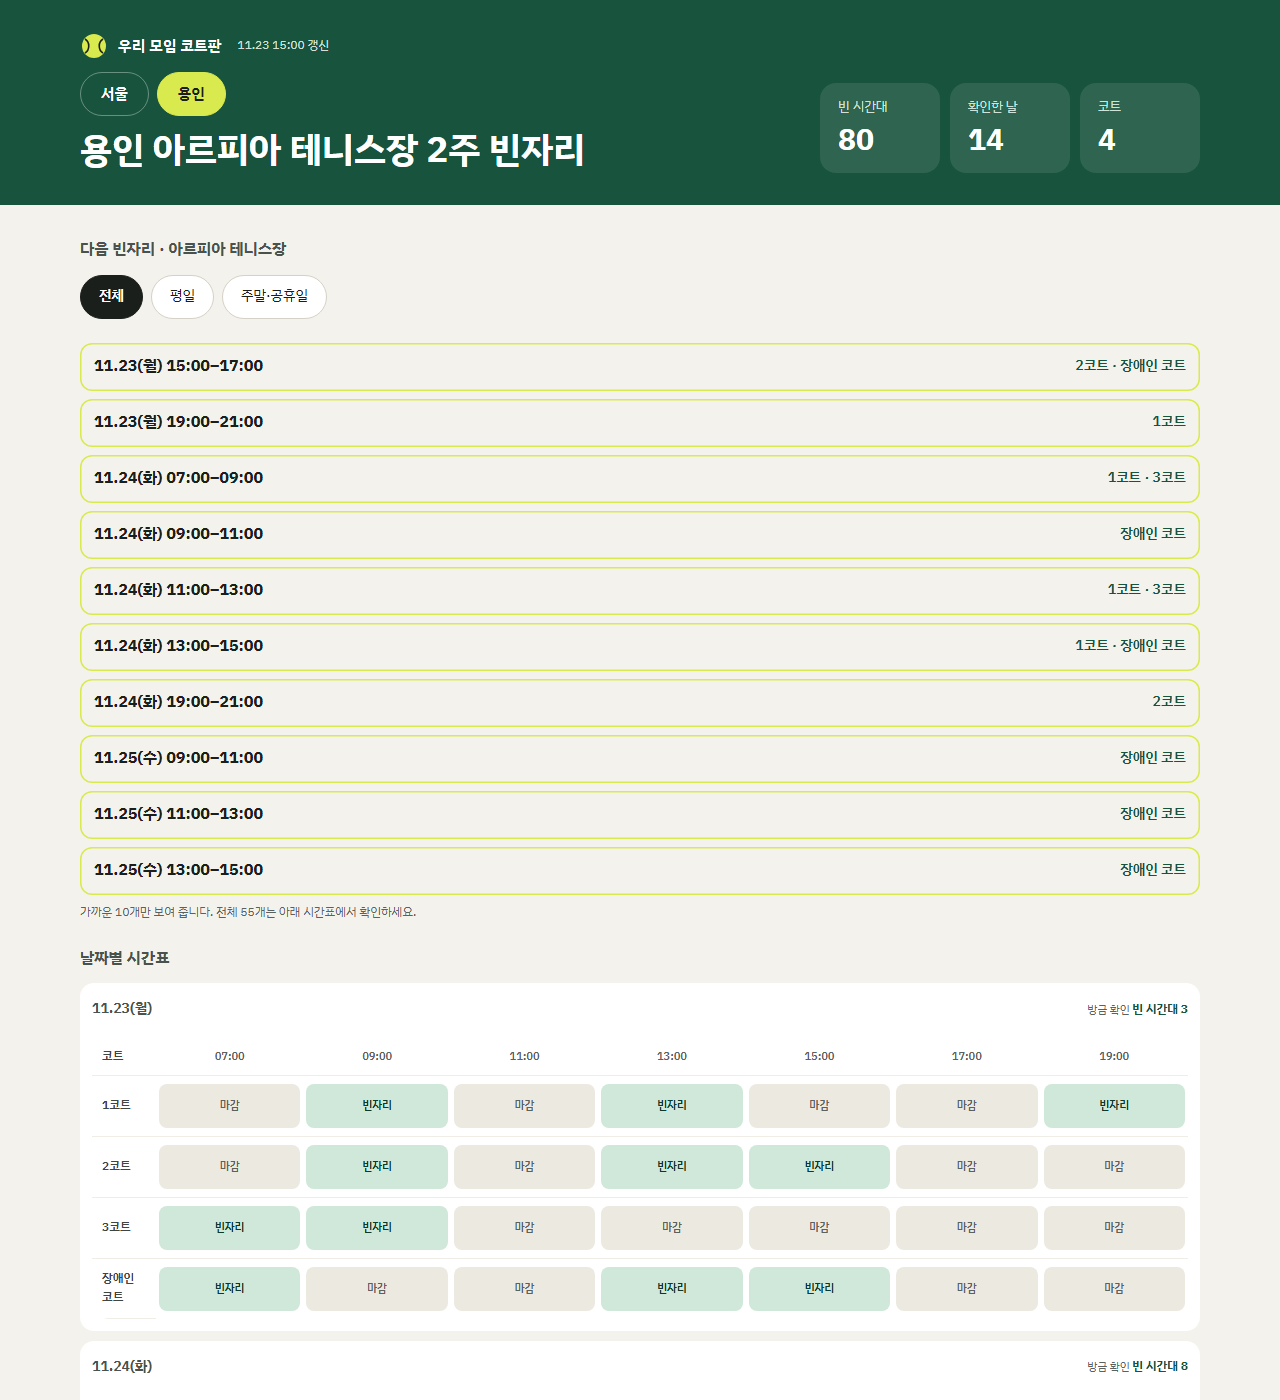 우리 모임 코트판 11.23 15:00 갱신
서울 용인
용인 아르피아 테니스장 2주 빈자리
빈 시간대 확인한 날 코트
80 14 4
다음 빈자리 · 아르피아 테니스장
전체 평일 주말·공휴일
11.23(월) 15:00–17:00 2코트 · 장애인 코트
11.23(월) 19:00–21:00 1코트
11.24(화) 07:00–09:00 1코트 · 3코트
11.24(화) 09:00–11:00 장애인 코트
11.24(화) 11:00–13:00 1코트 · 3코트
11.24(화) 13:00–15:00 1코트 · 장애인 코트
11.24(화) 19:00–21:00 2코트
11.25(수) 09:00–11:00 장애인 코트
11.25(수) 11:00–13:00 장애인 코트
11.25(수) 13:00–15:00 장애인 코트
가까운 10개만 보여 줍니다. 전체 55개는 아래 시간표에서 확인하세요.
날짜별 시간표
11.23(월) 방금 확인 빈 시간대 3
코트 07:00 09:00 11:00 13:00 15:00 17:00 19:00
1코트 마감 빈자리 마감 빈자리 마감 마감 빈자리
2코트 마감 빈자리 마감 빈자리 빈자리 마감 마감
3코트 빈자리 빈자리 마감 마감 마감 마감 마감
장애인 코트 빈자리 마감 마감 빈자리 빈자리 마감 마감
11.24(화) 방금 확인 빈 시간대 8